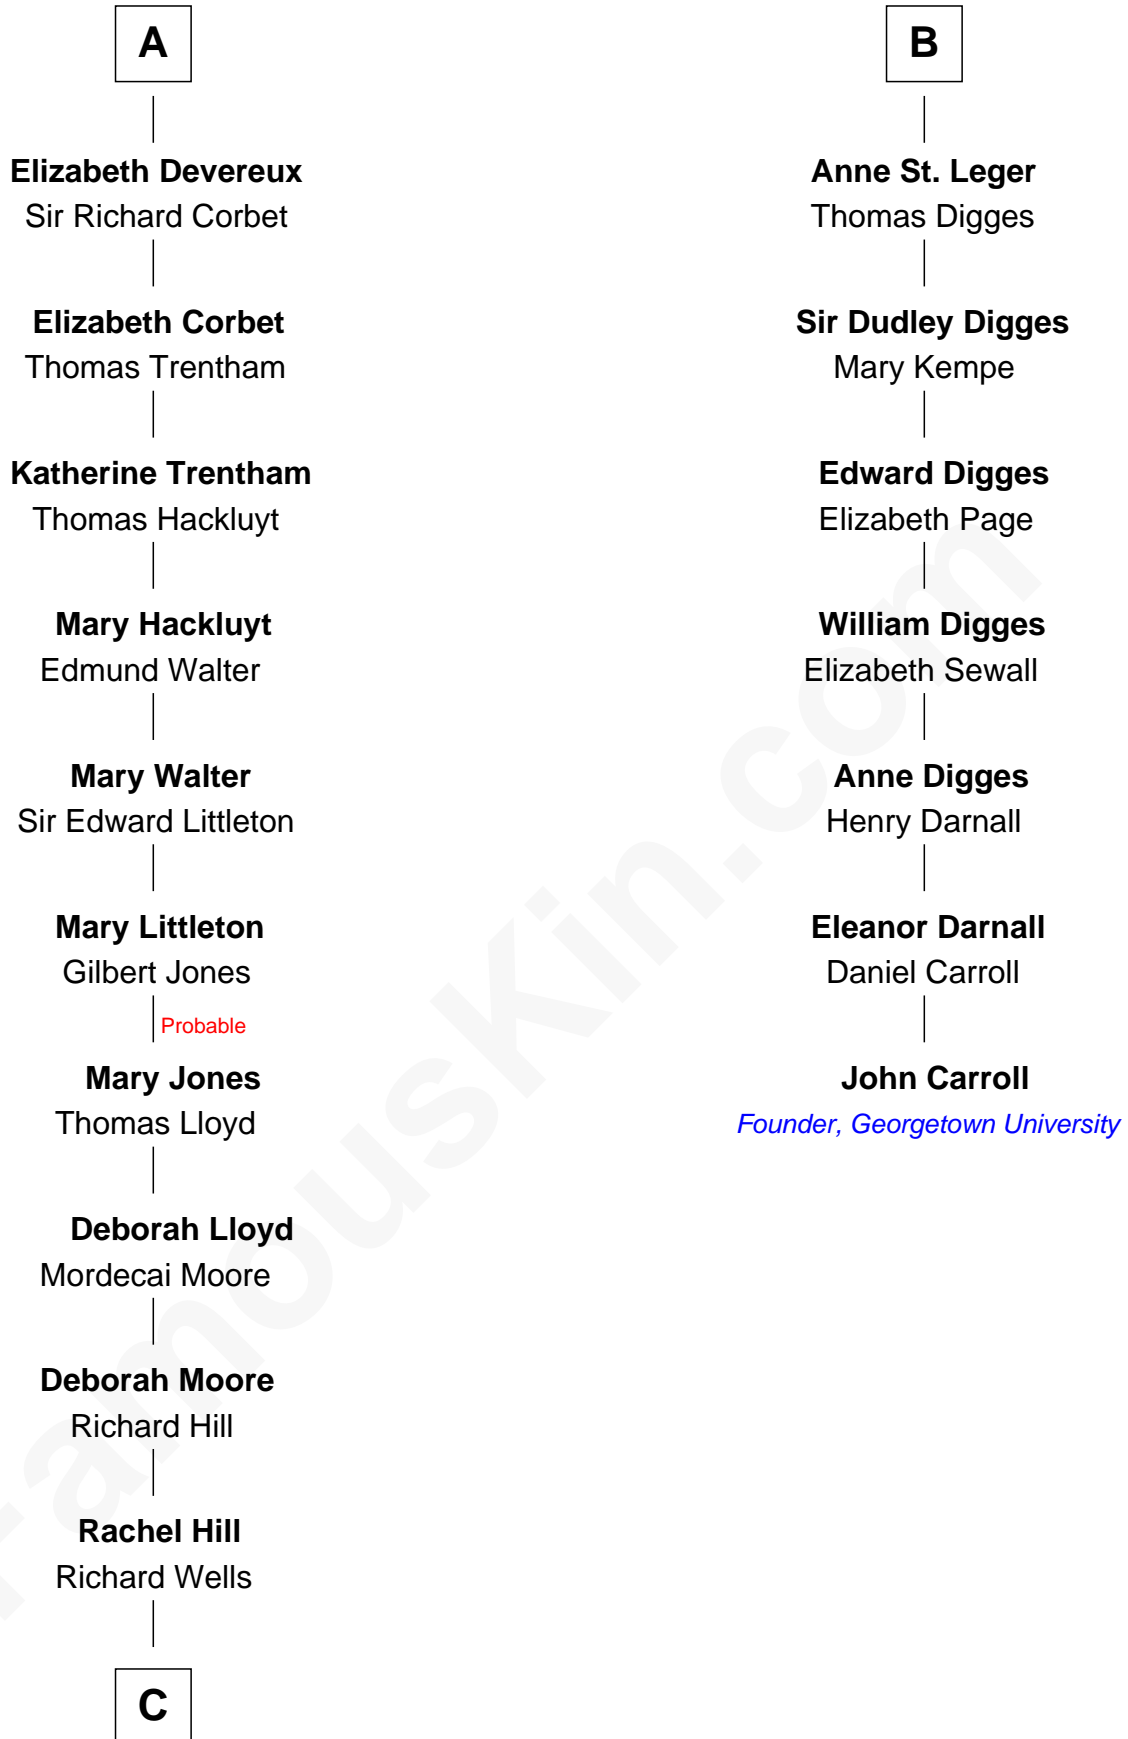 A
Elizabeth Devereux
Sir Richard Corbet
Elizabeth Corbet
Thomas Trentham
Katherine Trentham
Thomas Hackluyt
Mary Hackluyt
Edmund Walter
Mary Walter
Sir Edward Littleton
Mary Littleton
Gilbert Jones
Probable
Mary Jones
Thomas Lloyd
Deborah Lloyd
Mordecai Moore
Deborah Moore
Richard Hill
Rachel Hill
Richard Wells
C
B
Anne St. Leger
Thomas Digges
Sir Dudley Digges
Mary Kempe
Edward Digges
Elizabeth Page
William Digges
Elizabeth Sewall
Anne Digges
Henry Darnall
Eleanor Darnall
Daniel Carroll
John Carroll
Founder, Georgetown University
FamousKin.com